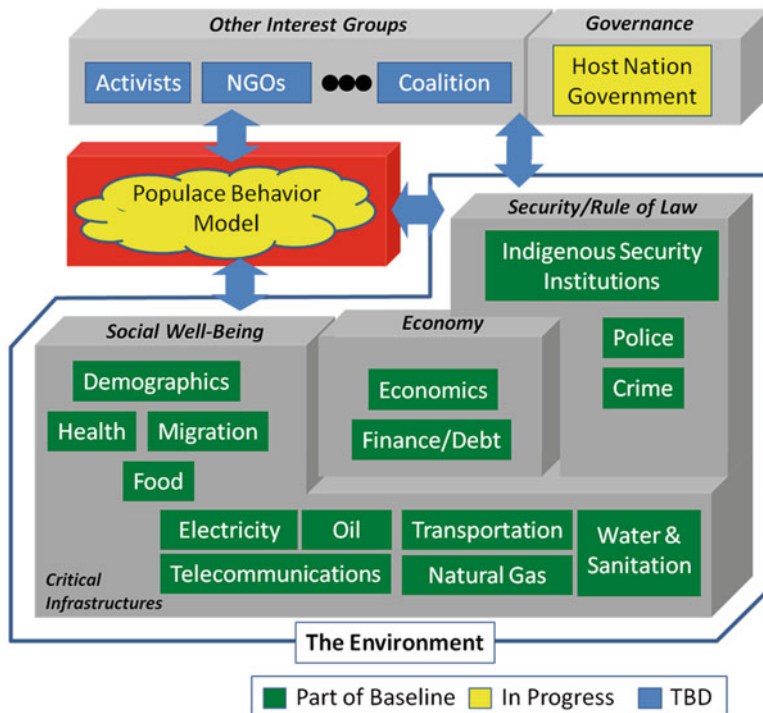 Other Interest Groups
Governance
Activists
NGOs
Coalition
Host Nation
Government
Populace Behavior
Model
Security/Rule of Law
Indigenous Security
Institutions
Police
Crime
Social Well-Being
Economy
Demographics
Health
Migration
Food
Economics
Finance/Debt
Electricity
Oil
Transportation
Water &
Sanitation
Telecommunications
Natural Gas
Critical
Infrastructures
The Environment
Part of Baseline
In Progress
TBD